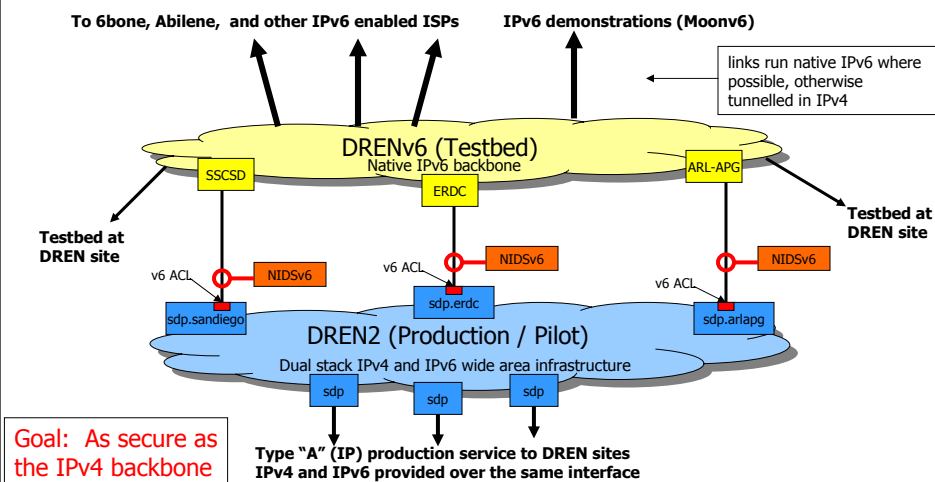 To 6bone, Abilene, and other IPv6 enabled ISPs
IPv6 demonstrations (Moonv6)
links run native IPv6 where
possible, otherwise
tunnelled in IPv4
DRENv6 (Testbed)
Native IPv6 backbone
SSCSD
ERDC
ARL-APG
Testbed at
DREN site
Testbed at
DREN site
NIDSv6
NIDSv6
NIDSv6
v6 ACL
v6 ACL
v6 ACL
sdp.sandiego
sdp.erdc
sdp.arlapg
DREN2 (Production / Pilot)
Dual stack IPv4 and IPv6 wide area infrastructure
sdp
sdp
sdp
Goal: As secure as
the IPv4 backbone
Type “A” (IP) production service to DREN sites
IPv4 and IPv6 provided over the same interface